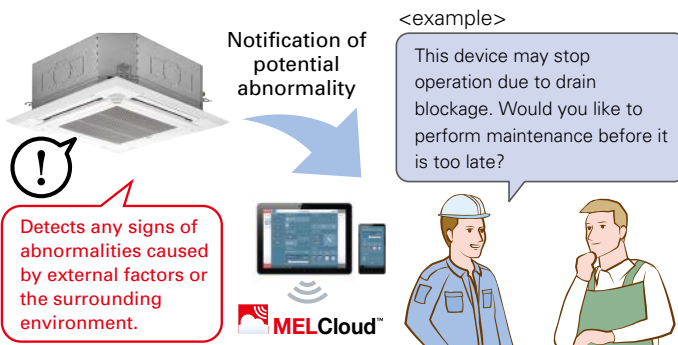 Notification of
potential
abnormality
<example>
This device may stop
operation due to drain
blockage. Would you like to
perform maintenance before it
is too late?
!
Detects any signs of
abnormalities caused
by external factors or
the surrounding
environment.
MELCloud™